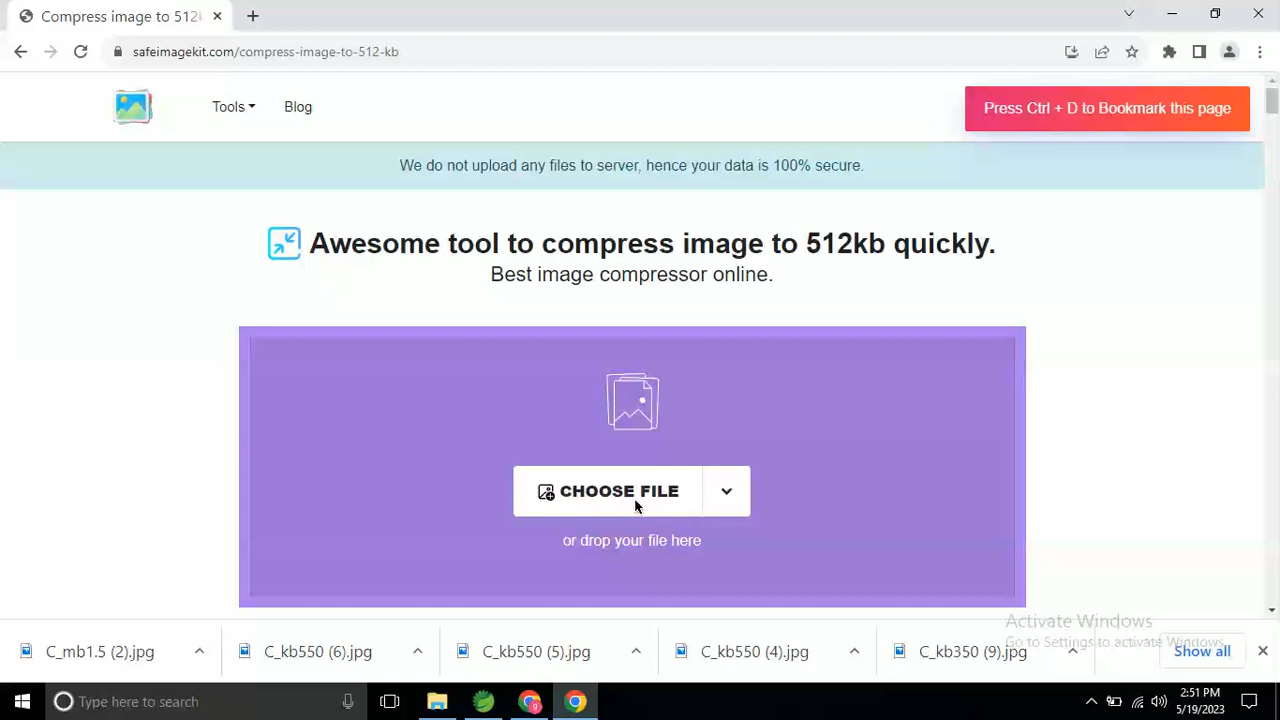 Compress image to 512
safeimagekit.com/compress-image-to-512-kb
Tools
Blog
Press Ctrl + D to Bookmark this page
We do not upload any files to server, hence your data is 100% secure.
Awesome tool to compress image to 512kb quickly.
Best image compressor online.
CHOOSE FILE
or drop your file here
Activate Windows
Go to Settings to activate Windows.
C_mb1.5 (2).jpg
C_kb550 (6).jpg
C_kb550 (5).jpg
C_kb550 (4).jpg
C_kb350 (9).jpg
Show all
Type here to search
2:51 PM
5/19/2023